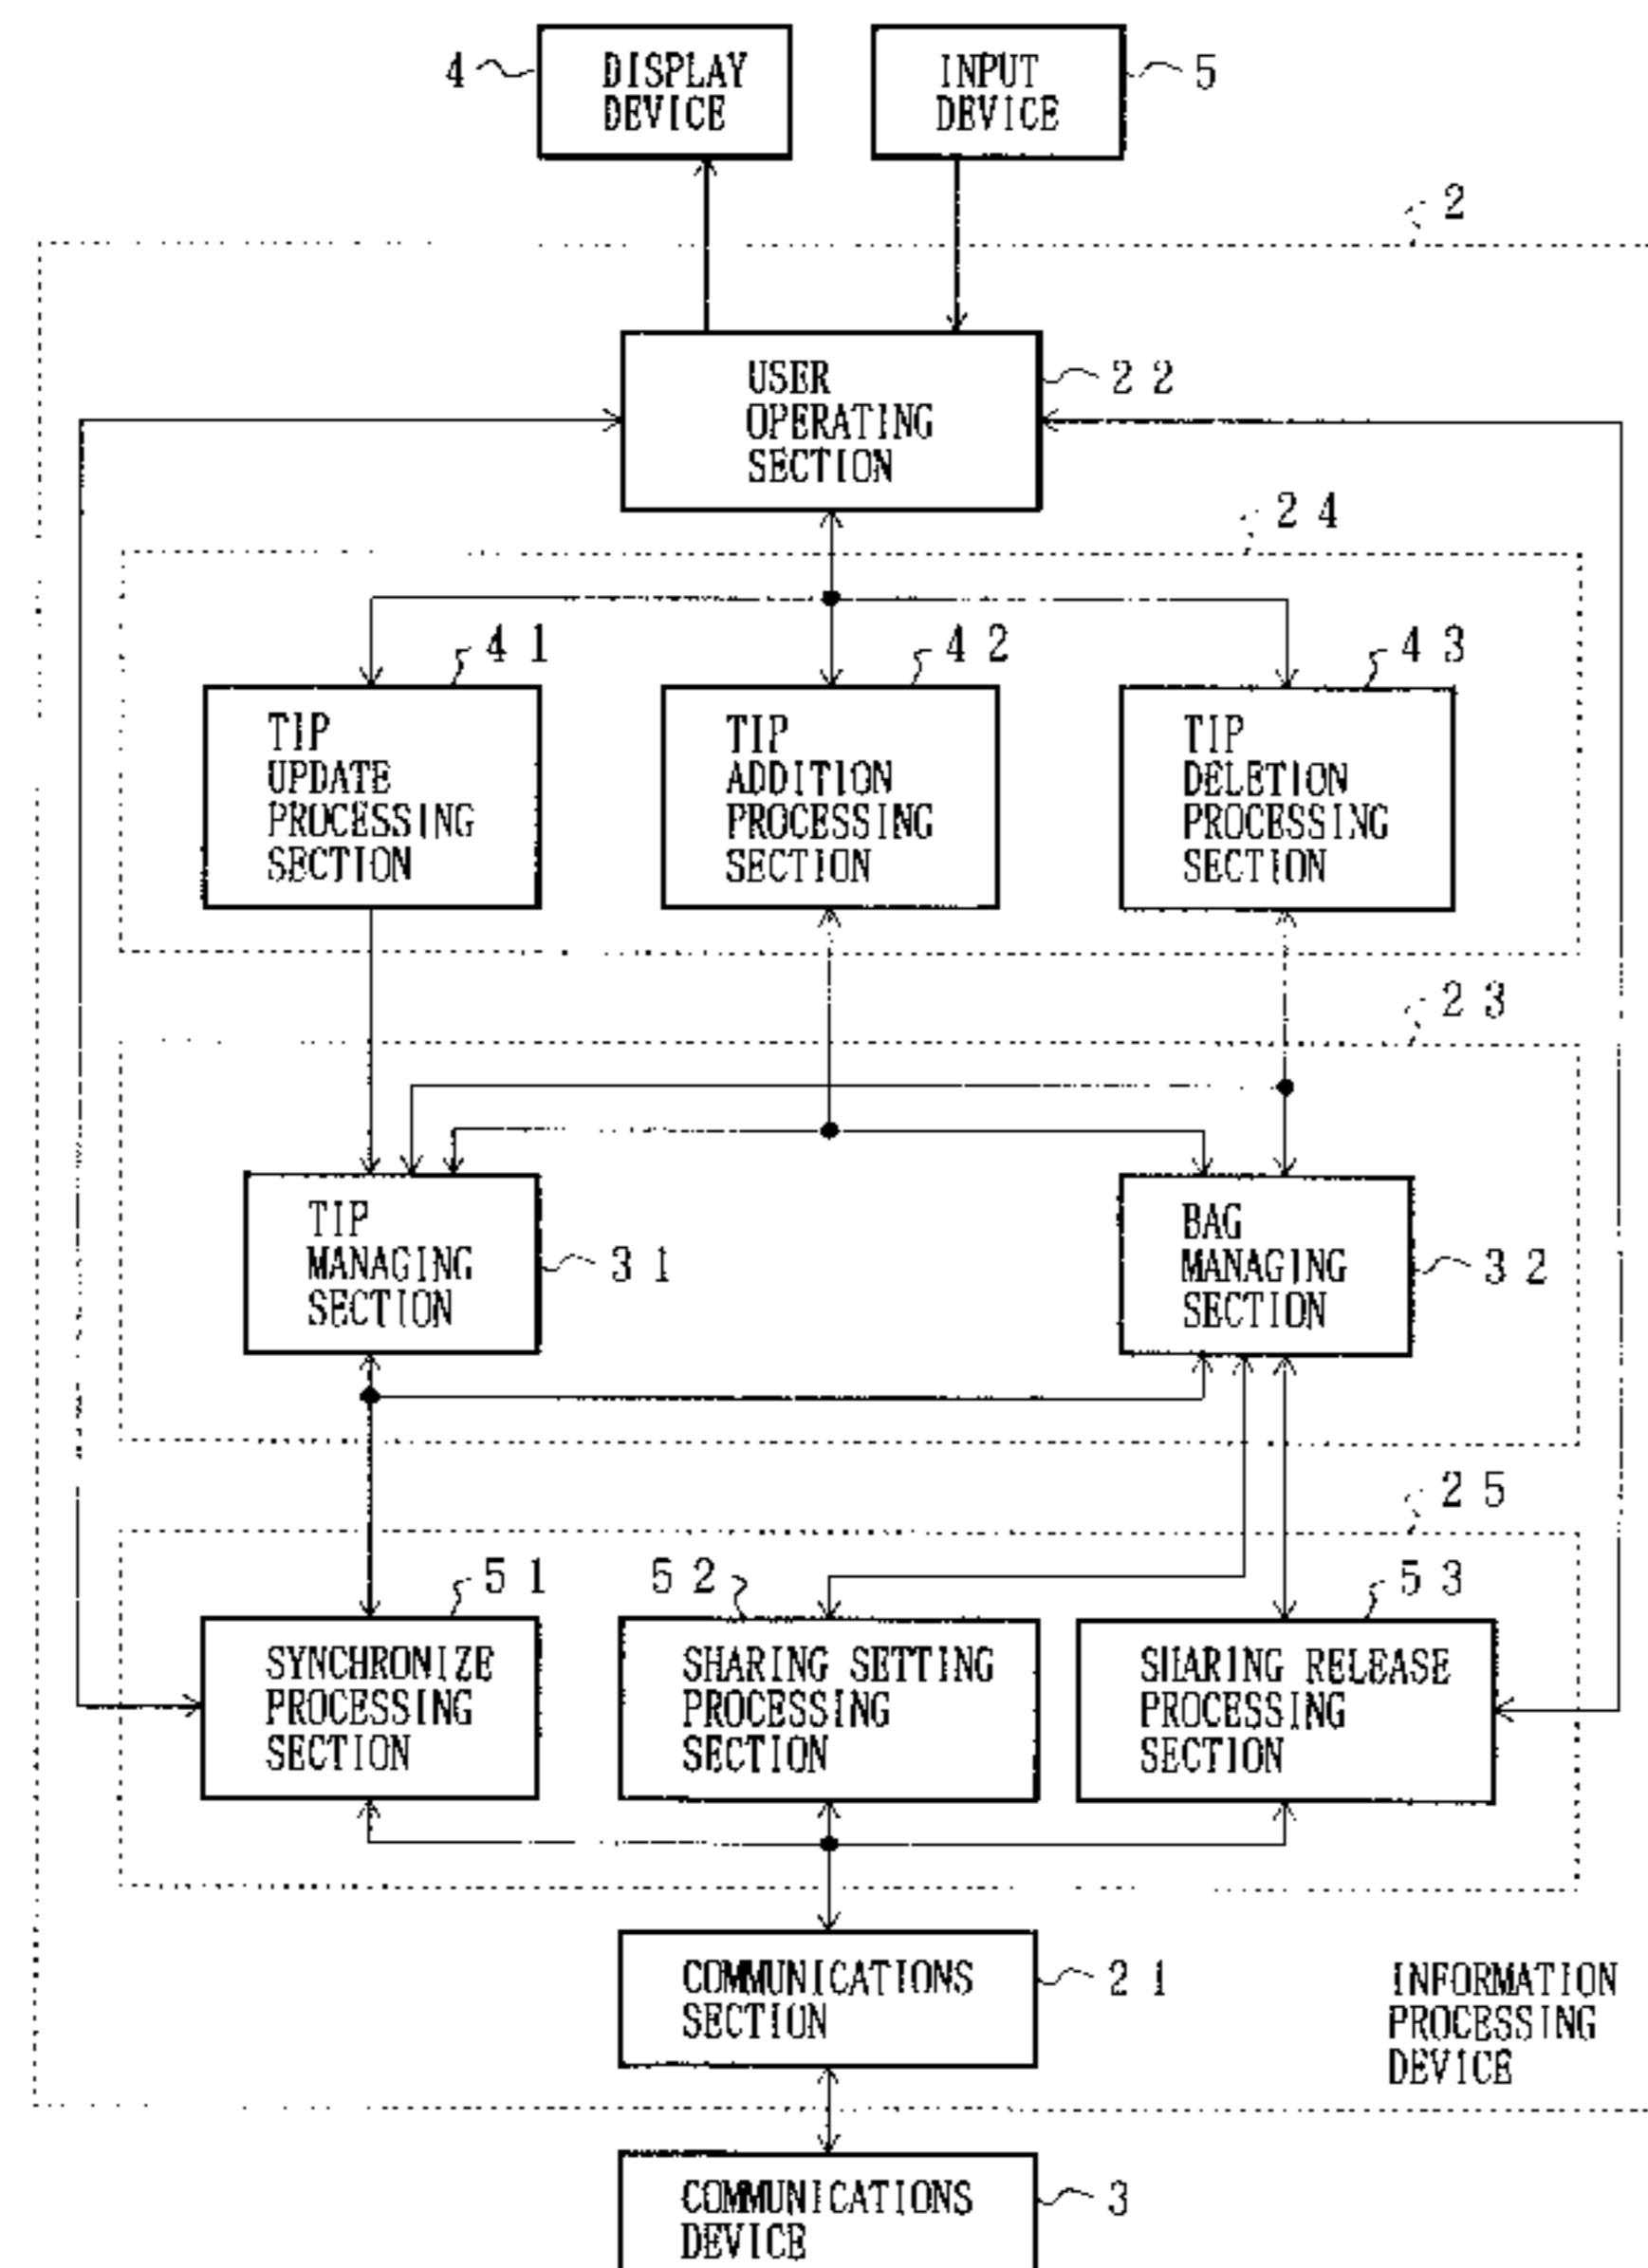 4
DISPLAY
DEVICE
INPUT
DEVICE
5
2
USER
OPERATING
SECTION
22
24
41
42
43
TIP
UPDATE
PROCESSING
SECTION
TIP
ADDITION
PROCESSING
SECTION
TIP
DELETION
PROCESSING
SECTION
23
TIP
MANAGING
SECTION
31
BAG
MANAGING
SECTION
32
25
51
52
53
SYNCHRONIZE
PROCESSING
SECTION
SHARING SETTING
PROCESSING
SECTION
SHARING RELEASE
PROCESSING
SECTION
COMMUNICATIONS
SECTION
21
INFORMATION
PROCESSING
DEVICE
COMMUNICATIONS
DEVICE
3